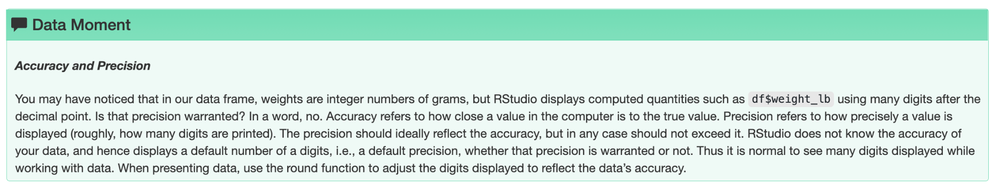 Data Moment
Accuracy and Precision
You may have noticed that in our data frame, weights are integer numbers of grams, but RStudio displays computed quantities such as df$weight_lb using many digits after the
decimal point. Is that precision warranted? In a word, no. Accuracy refers to how close a value in the computer is to the true value. Precision refers to how precisely a value is
displayed (roughly, how many digits are printed). The precision should ideally reflect the accuracy, but in any case should not exceed it. RStudio does not know the accuracy of
your data, and hence displays a default number of a digits, i.e., a default precision, whether that precision is warranted or not. Thus it is normal to see many digits displayed while
working with data. When presenting data, use the round function to adjust the digits displayed to reflect the data’s accuracy.